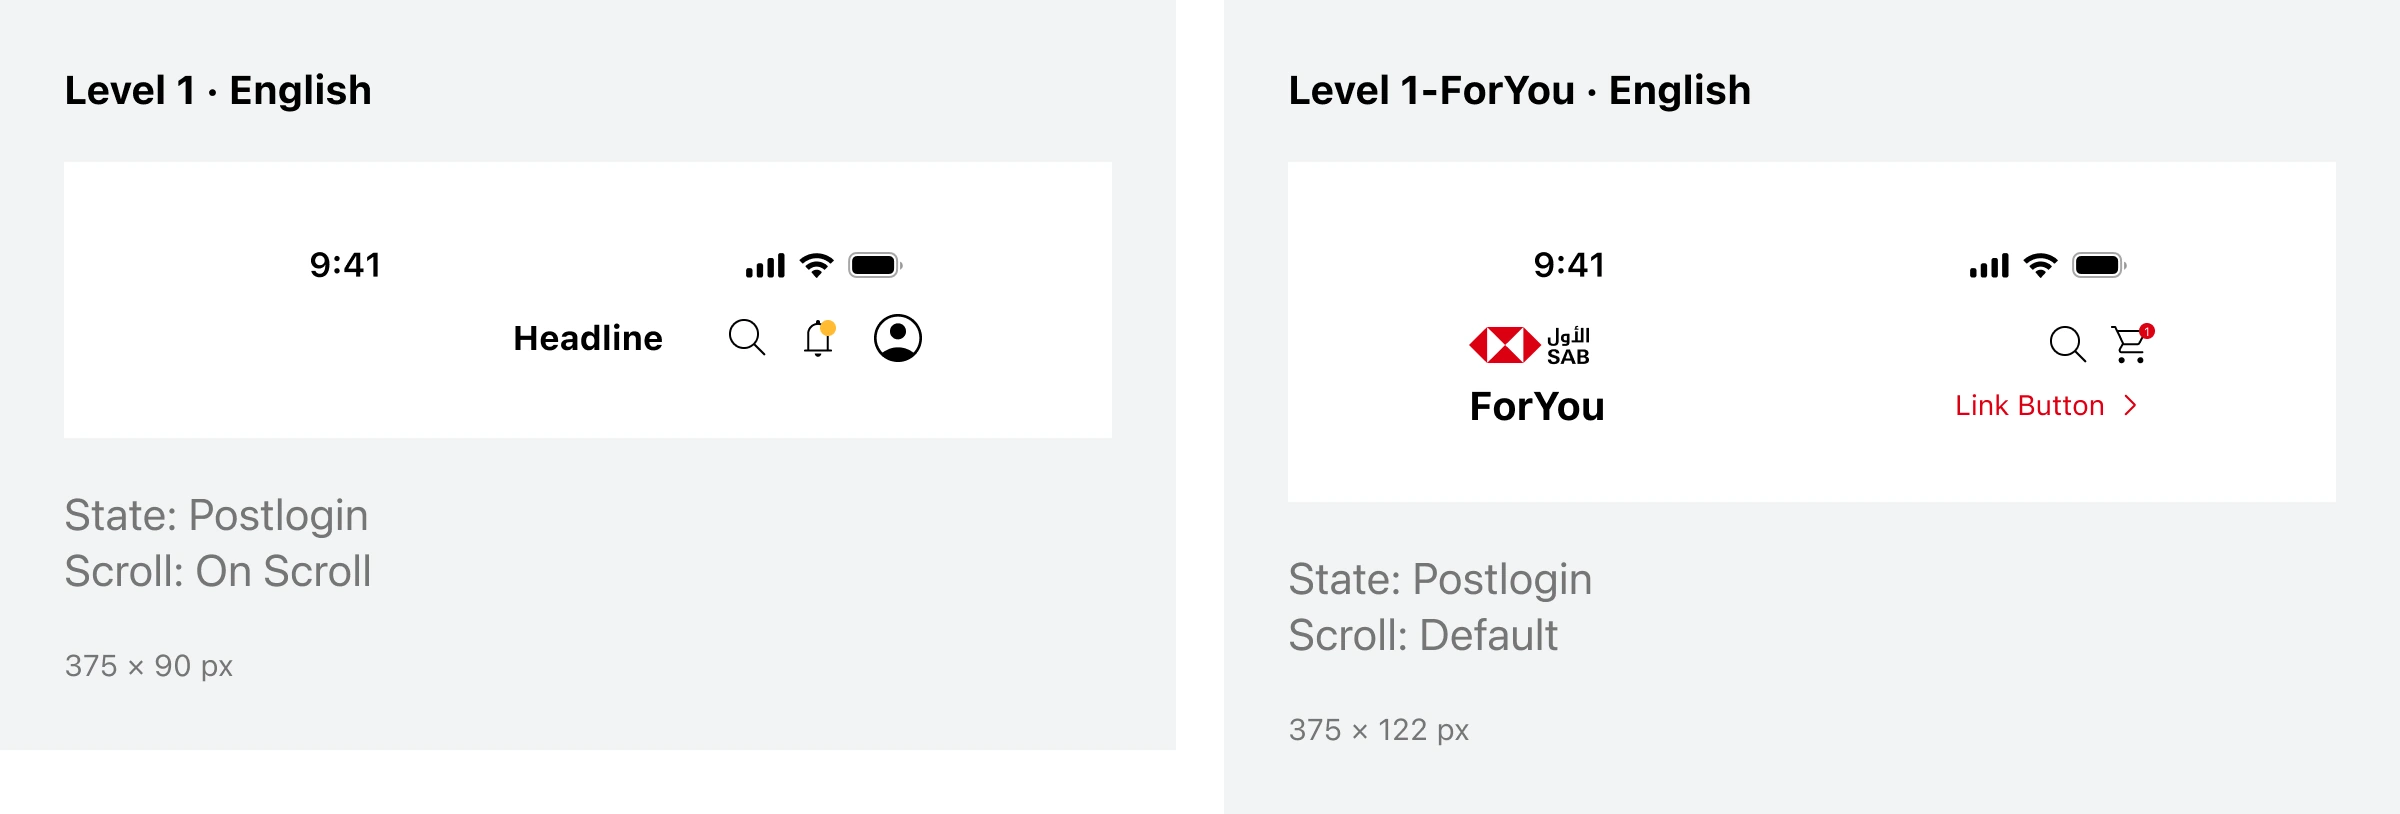 Level 1 · English
9:41
Headline
State: Postlogin
Scroll: On Scroll
375 × 90 px
Level 1-ForYou · English
9:41
الأول
SAB
1
ForYou
Link Button
State: Postlogin
Scroll: Default
375 × 122 px